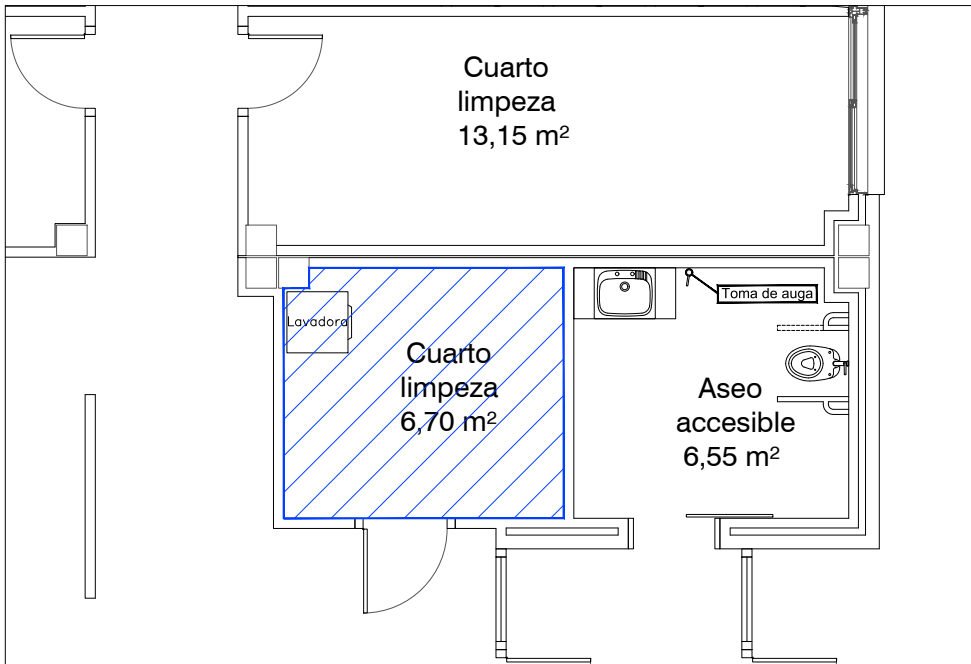 Cuarto
limpeza
13,15 m²
Toma de auga
Lavadora
Cuarto
limpeza
6,70 m²
Aseo
accesible
6,55 m²